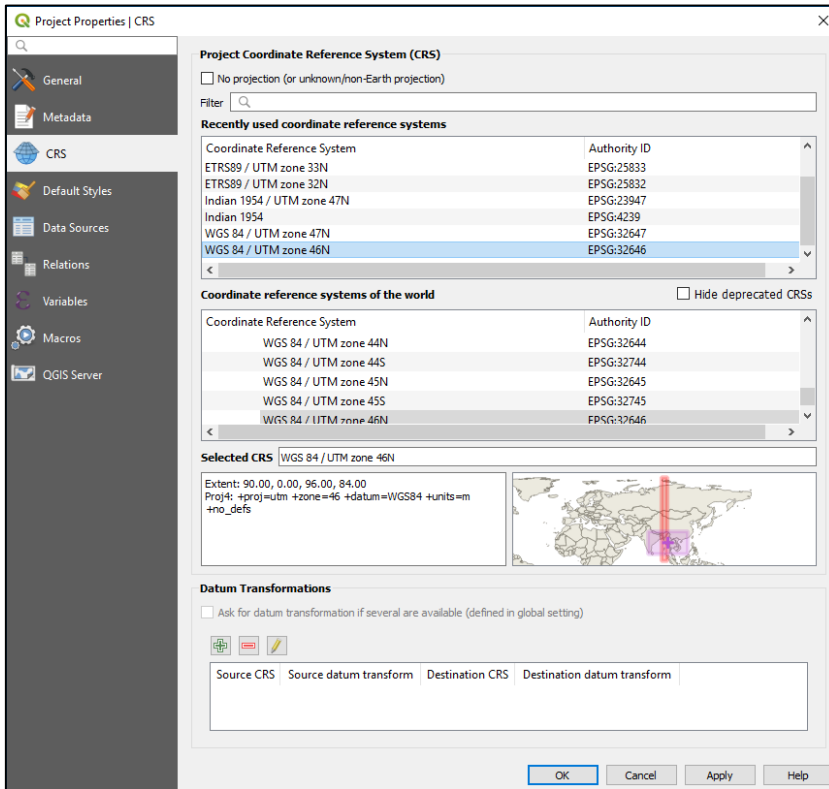 Project Properties | CRS
General
Metadata
CRS
Default Styles
Data Sources
Relations
Variables
Macros
QGIS Server
Project Coordinate Reference System (CRS)
No projection (or unknown/non-Earth projection)
Filter
Recently used coordinate reference systems
Coordinate Reference System Authority ID
ETRS89 / UTM zone 33N EPSG:25833
ETRS89 / UTM zone 32N EPSG:25832
Indian 1954 / UTM zone 47N EPSG:23947
Indian 1954 EPSG:4239
WGS 84 / UTM zone 47N EPSG:32647
WGS 84 / UTM zone 46N EPSG:32646
Coordinate reference systems of the world Hide deprecated CRSs
Coordinate Reference System Authority ID
WGS 84 / UTM zone 44N EPSG:32644
WGS 84 / UTM zone 44S EPSG:32744
WGS 84 / UTM zone 45N EPSG:32645
WGS 84 / UTM zone 45S EPSG:32745
WGS 84 / UTM zone 46N EPSG:32646
Selected CRS WGS 84 / UTM zone 46N
Extent: 90.00, 0.00, 96.00, 84.00
Proj4: +proj=utm +zone=46 +datum=WGS84 +units=m
+no_defs
Datum Transformations
Ask for datum transformation if several are available (defined in global setting)
Source CRS Source datum transform Destination CRS Destination datum transform
OK Cancel Apply Help